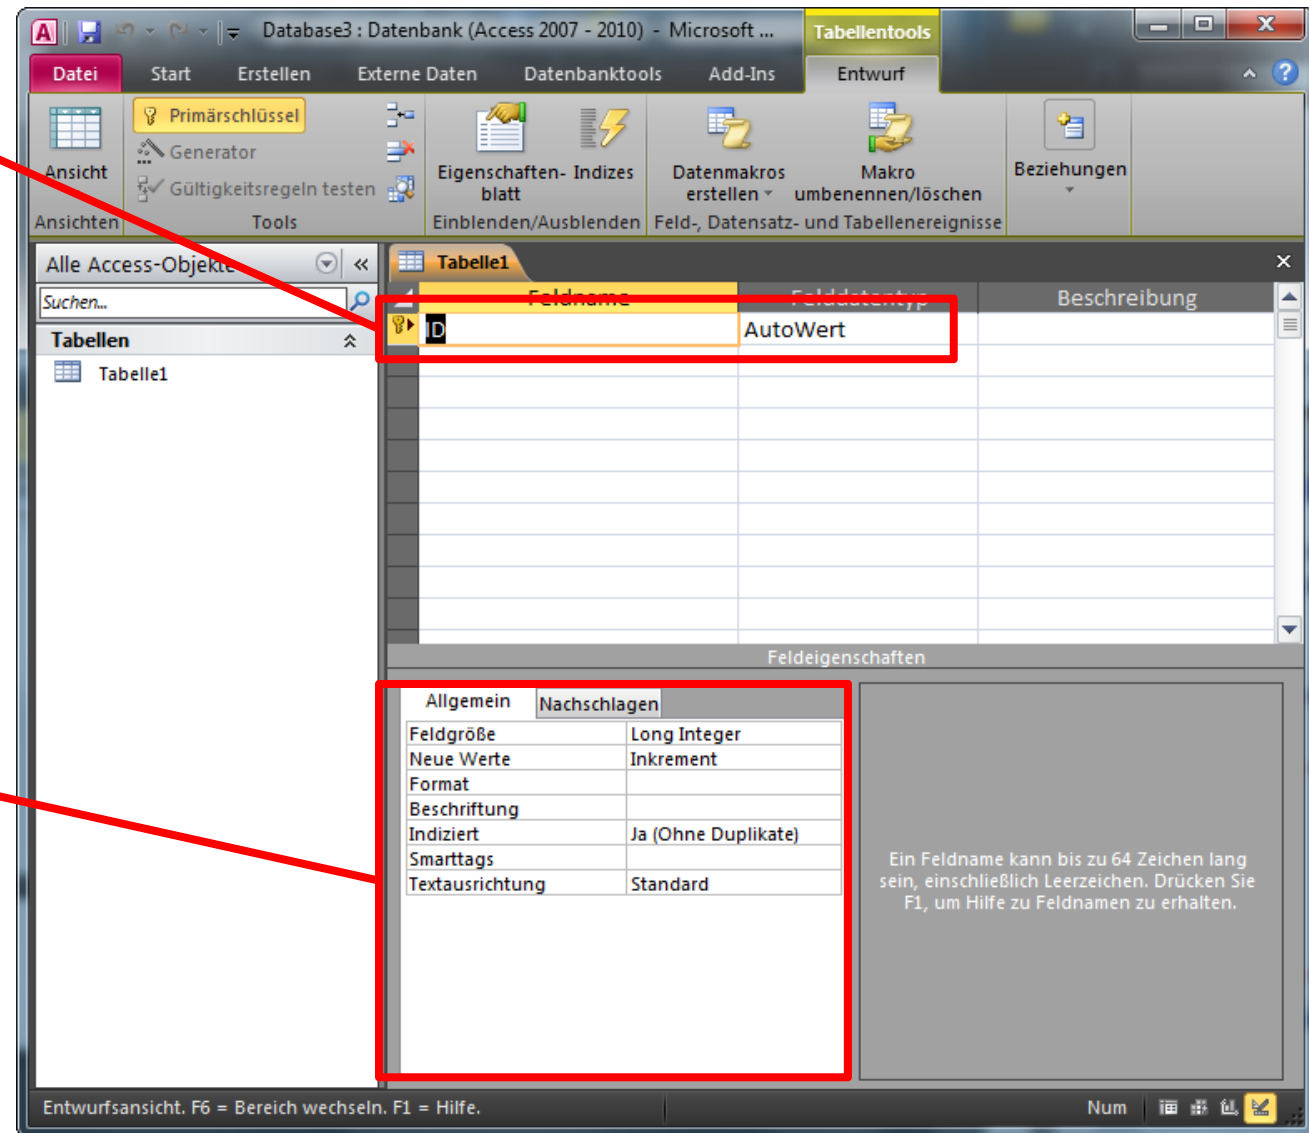 Database3 : Datenbank (Access 2007 - 2010) - Microsoft ...
Tabellentools
Datei Start Erstellen Externe Daten Datenbanktools Add-Ins Entwurf
Ansicht
Primärschlüssel
Generator
Gültigkeitsregeln testen
Eigenschaften-
blatt
Indizes
Datenmakros
erstellen
Makro
umbenennen/löschen
Beziehungen
Ansichten Tools Einblenden/Ausblenden Feld-, Datensatz- und Tabellenereignisse
Alle Access-Objekte
Suchen...
Tabellen
Tabelle1
Tabelle1
Feldname Felddatentyp Beschreibung
ID AutoWert
Feldeigenschaften
Allgemein Nachschlagen
Feldgröße Long Integer
Neue Werte Inkrement
Format
Beschriftung
Indiziert Ja (Ohne Duplikate)
Smarttags
Textausrichtung Standard
Ein Feldname kann bis zu 64 Zeichen lang
sein, einschließlich Leerzeichen. Drücken Sie
F1, um Hilfe zu Feldnamen zu erhalten.
Entwurfsansicht. F6 = Bereich wechseln. F1 = Hilfe.
Num